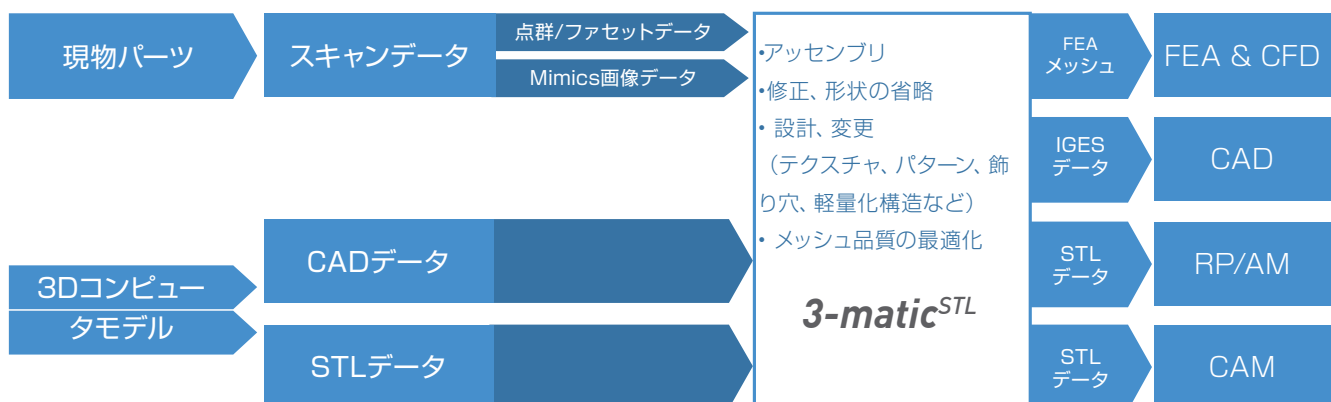 現物パーツ
スキャンデータ
点群/ファセットデータ
Mimics画像データ
3Dコンピュー
タモデル
CADデータ
STLデータ
•アッセンブリ
•修正、形状の省略
• 設計、変更
（テクスチャ、パターン、飾
り穴、軽量化構造など）
• メッシュ品質の最適化
3-maticSTL
FEA
メッシュ
FEA & CFD
IGES
データ
CAD
STL
データ
RP/AM
STL
データ
CAM